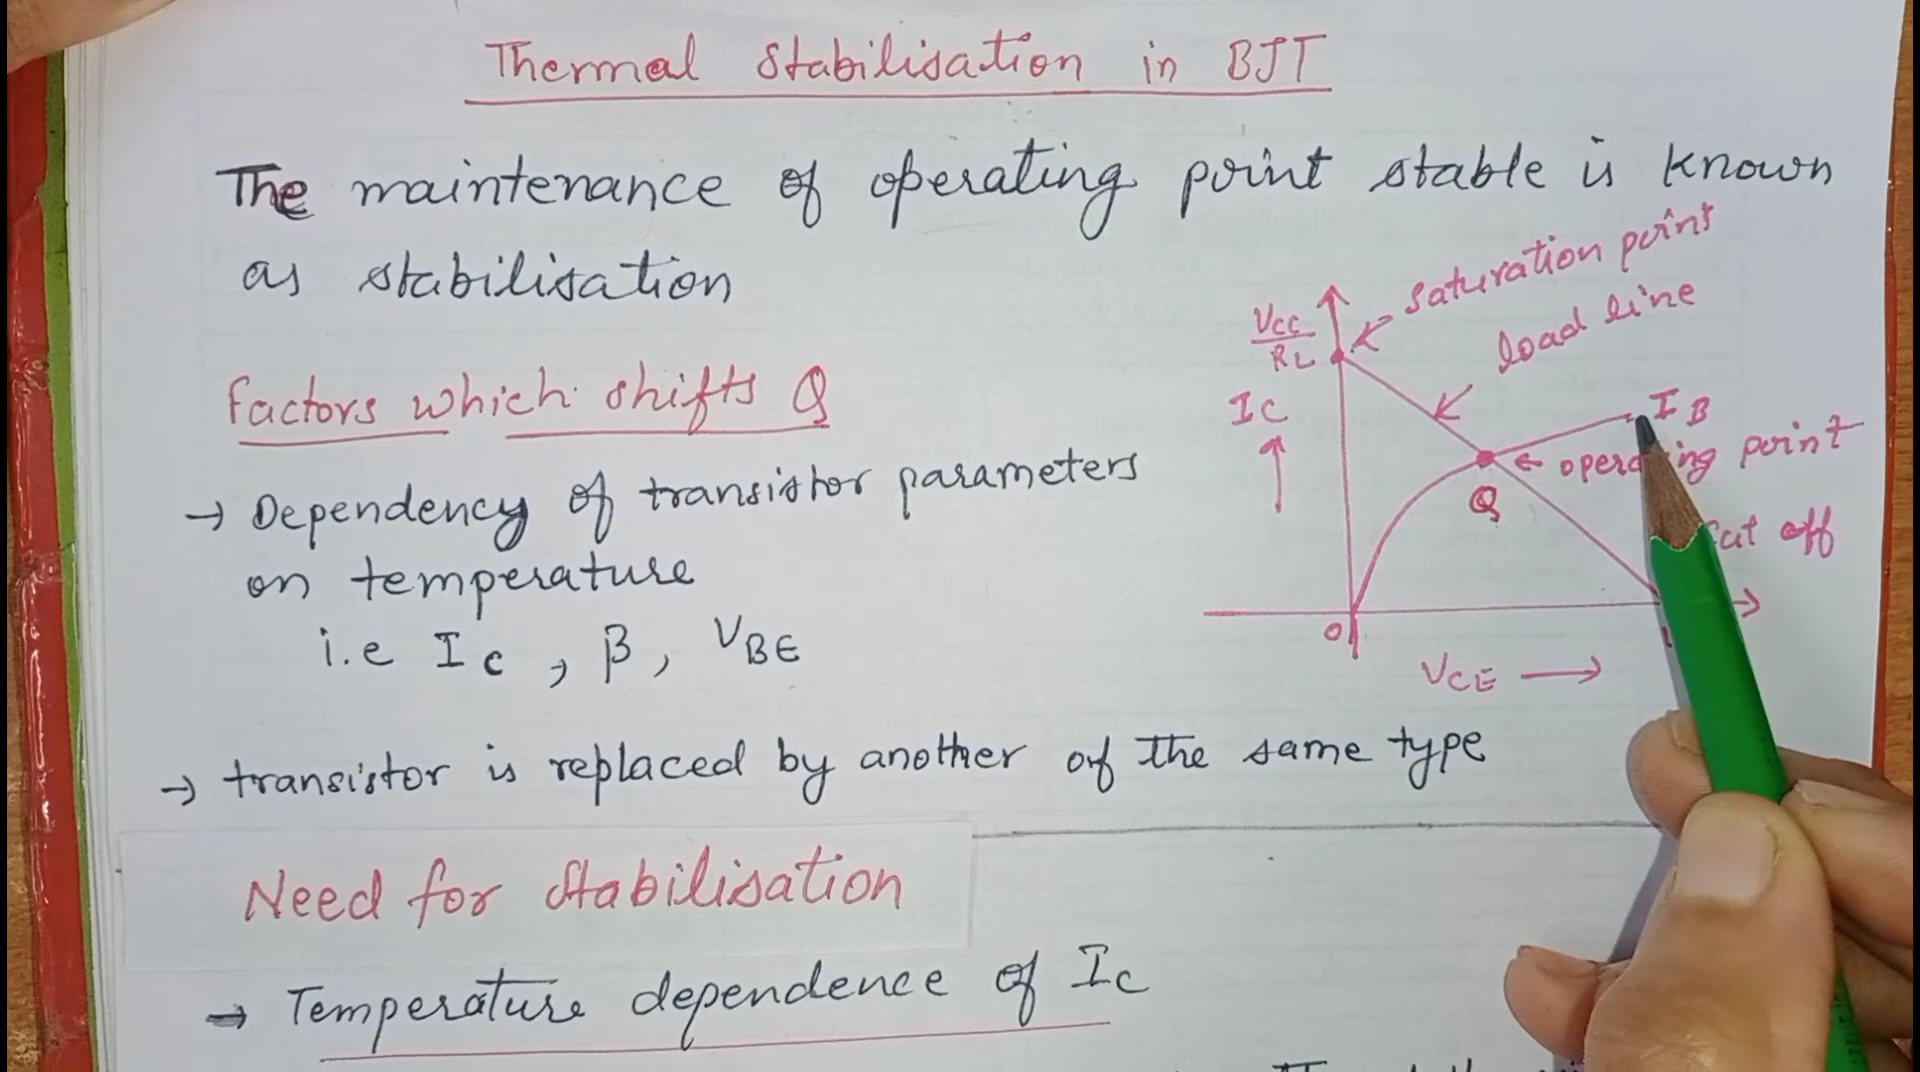 Thermal Stabilisation in BJT
The maintenance of operating point stable is known
as stabilisation
factors which shifts Q
→ Dependency of transistor parameters
on temperature
i.e IC , β, VBE
→ transistor is replaced by another of the same type
saturation point
load line
VCC
RL
IC
IB
← operating point
Q
Cut off
O
VCE →
Need for Stabilisation
→ Temperature dependence of IC